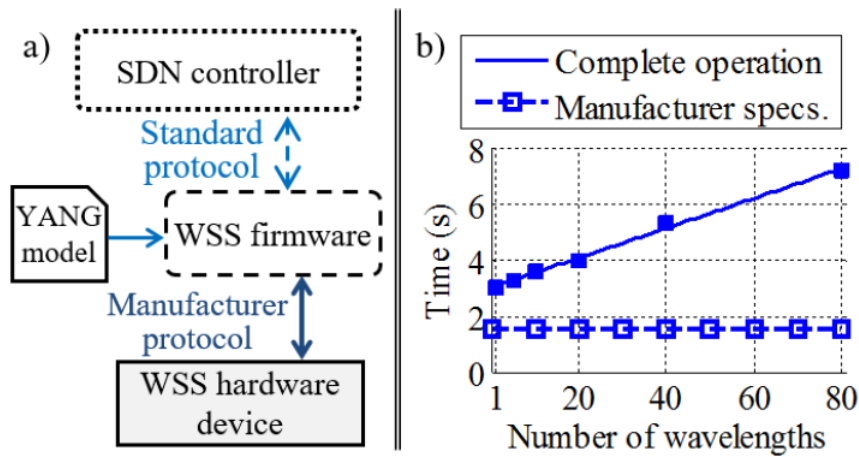 a)
SDN controller
Standard
protocol
YANG
model
WSS firmware
Manufacturer
protocol
WSS hardware
device
b)
Complete operation
Manufacturer specs.
8
6
4
2
0
Time (s)
1 20 40 60 80
Number of wavelengths